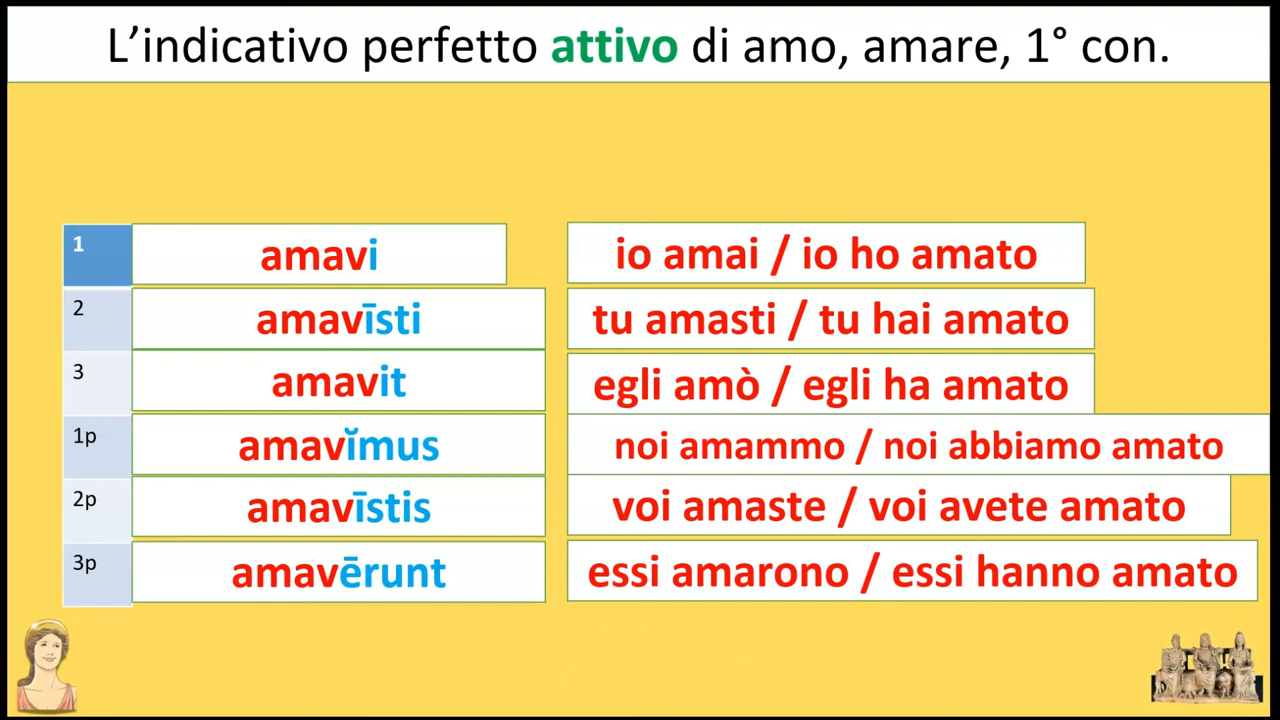 L’indicativo perfetto attivo di amo, amare, 1° con.
1 amavi io amai / io ho amato
2 amavīsti tu amasti / tu hai amato
3 amavit egli amò / egli ha amato
1p amavĭmus noi amammo / noi abbiamo amato
2p amavīstis voi amaste / voi avete amato
3p amavērunt essi amarono / essi hanno amato